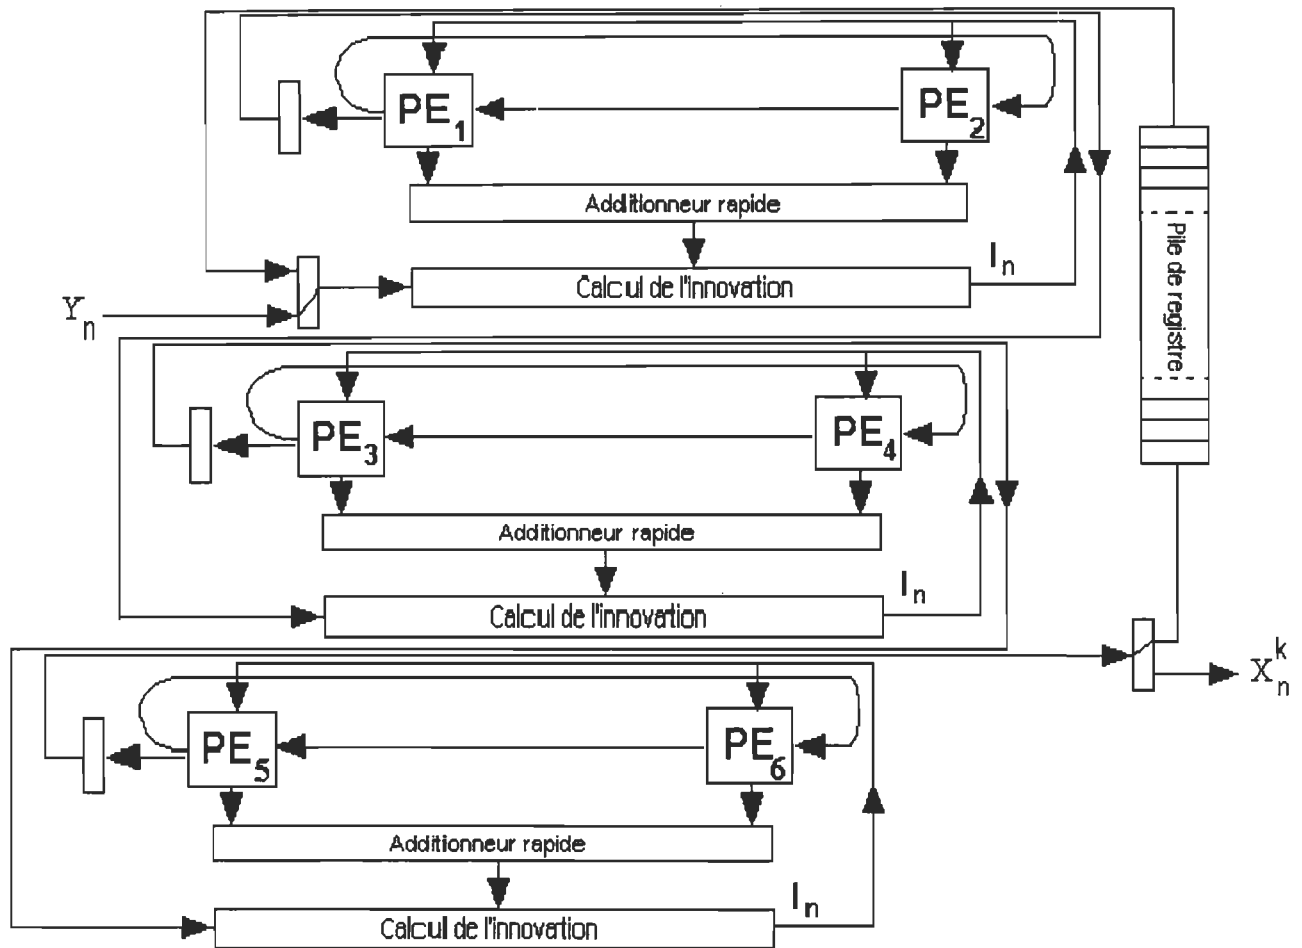 PE1
PE2
Additionneur rapide
Calcul de l'innovation
In
Yn
Pile de registre
PE3
PE4
Additionneur rapide
Calcul de l'innovation
In
Xnk
PE5
PE6
Additionneur rapide
Calcul de l'innovation
In